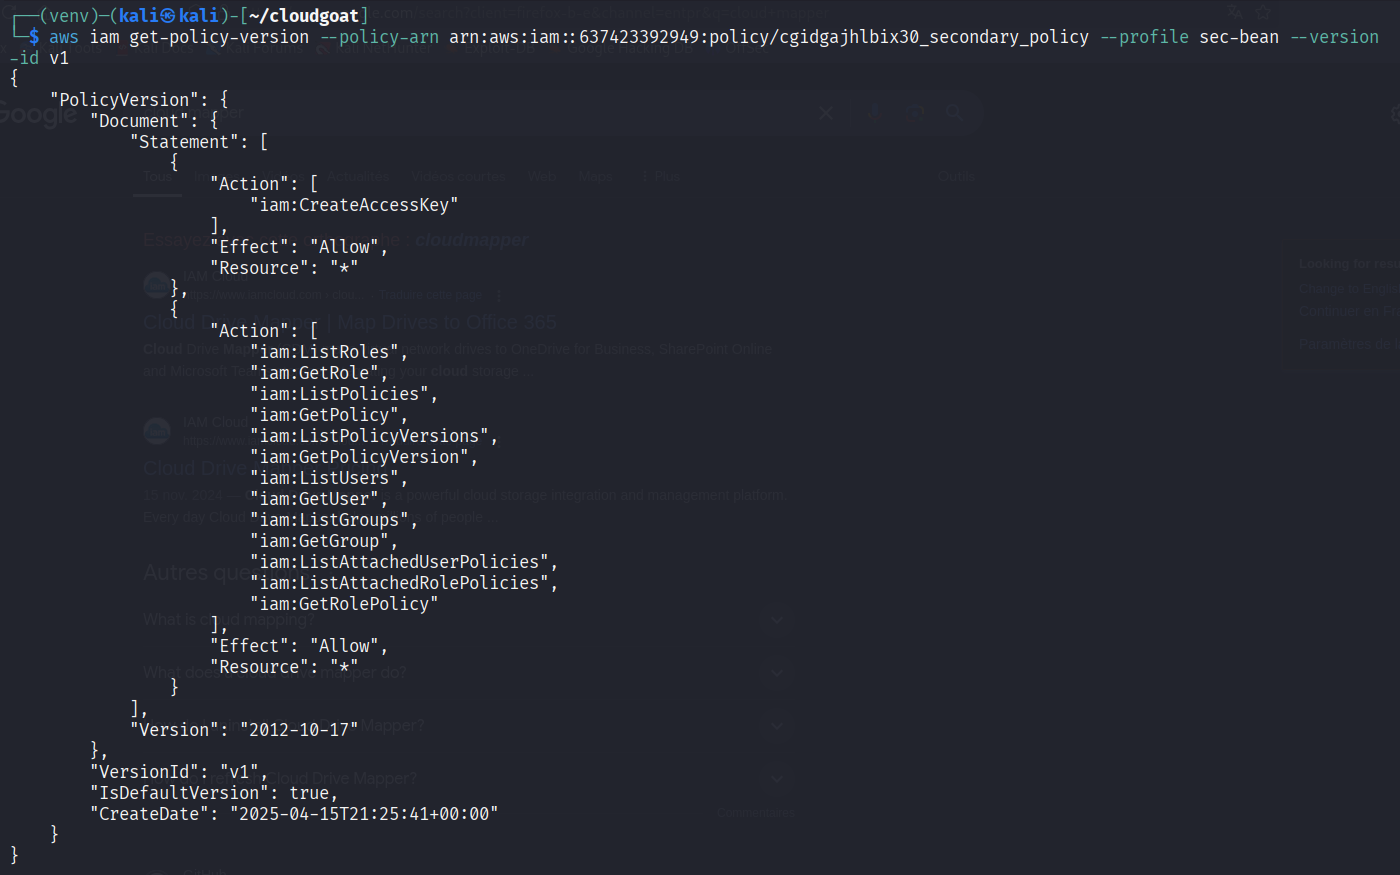 ┌──(venv)─(kali㉿kali)-[~/cloudgoat]
└─$ aws iam get-policy-version --policy-arn arn:aws:iam::637423392949:policy/cgidgajhlbix30_secondary_policy --profile sec-bean --version
-id v1
{
    "PolicyVersion": {
        "Document": {
            "Statement": [
                {
                    "Action": [
                        "iam:CreateAccessKey"
                    ],
                    "Effect": "Allow",
                    "Resource": "*"
                },
                {
                    "Action": [
                        "iam:ListRoles",
                        "iam:GetRole",
                        "iam:ListPolicies",
                        "iam:GetPolicy",
                        "iam:ListPolicyVersions",
                        "iam:GetPolicyVersion",
                        "iam:ListUsers",
                        "iam:GetUser",
                        "iam:ListGroups",
                        "iam:GetGroup",
                        "iam:ListAttachedUserPolicies",
                        "iam:ListAttachedRolePolicies",
                        "iam:GetRolePolicy"
                    ],
                    "Effect": "Allow",
                    "Resource": "*"
                }
            ],
            "Version": "2012-10-17"
        },
        "VersionId": "v1",
        "IsDefaultVersion": true,
        "CreateDate": "2025-04-15T21:25:41+00:00"
    }
}